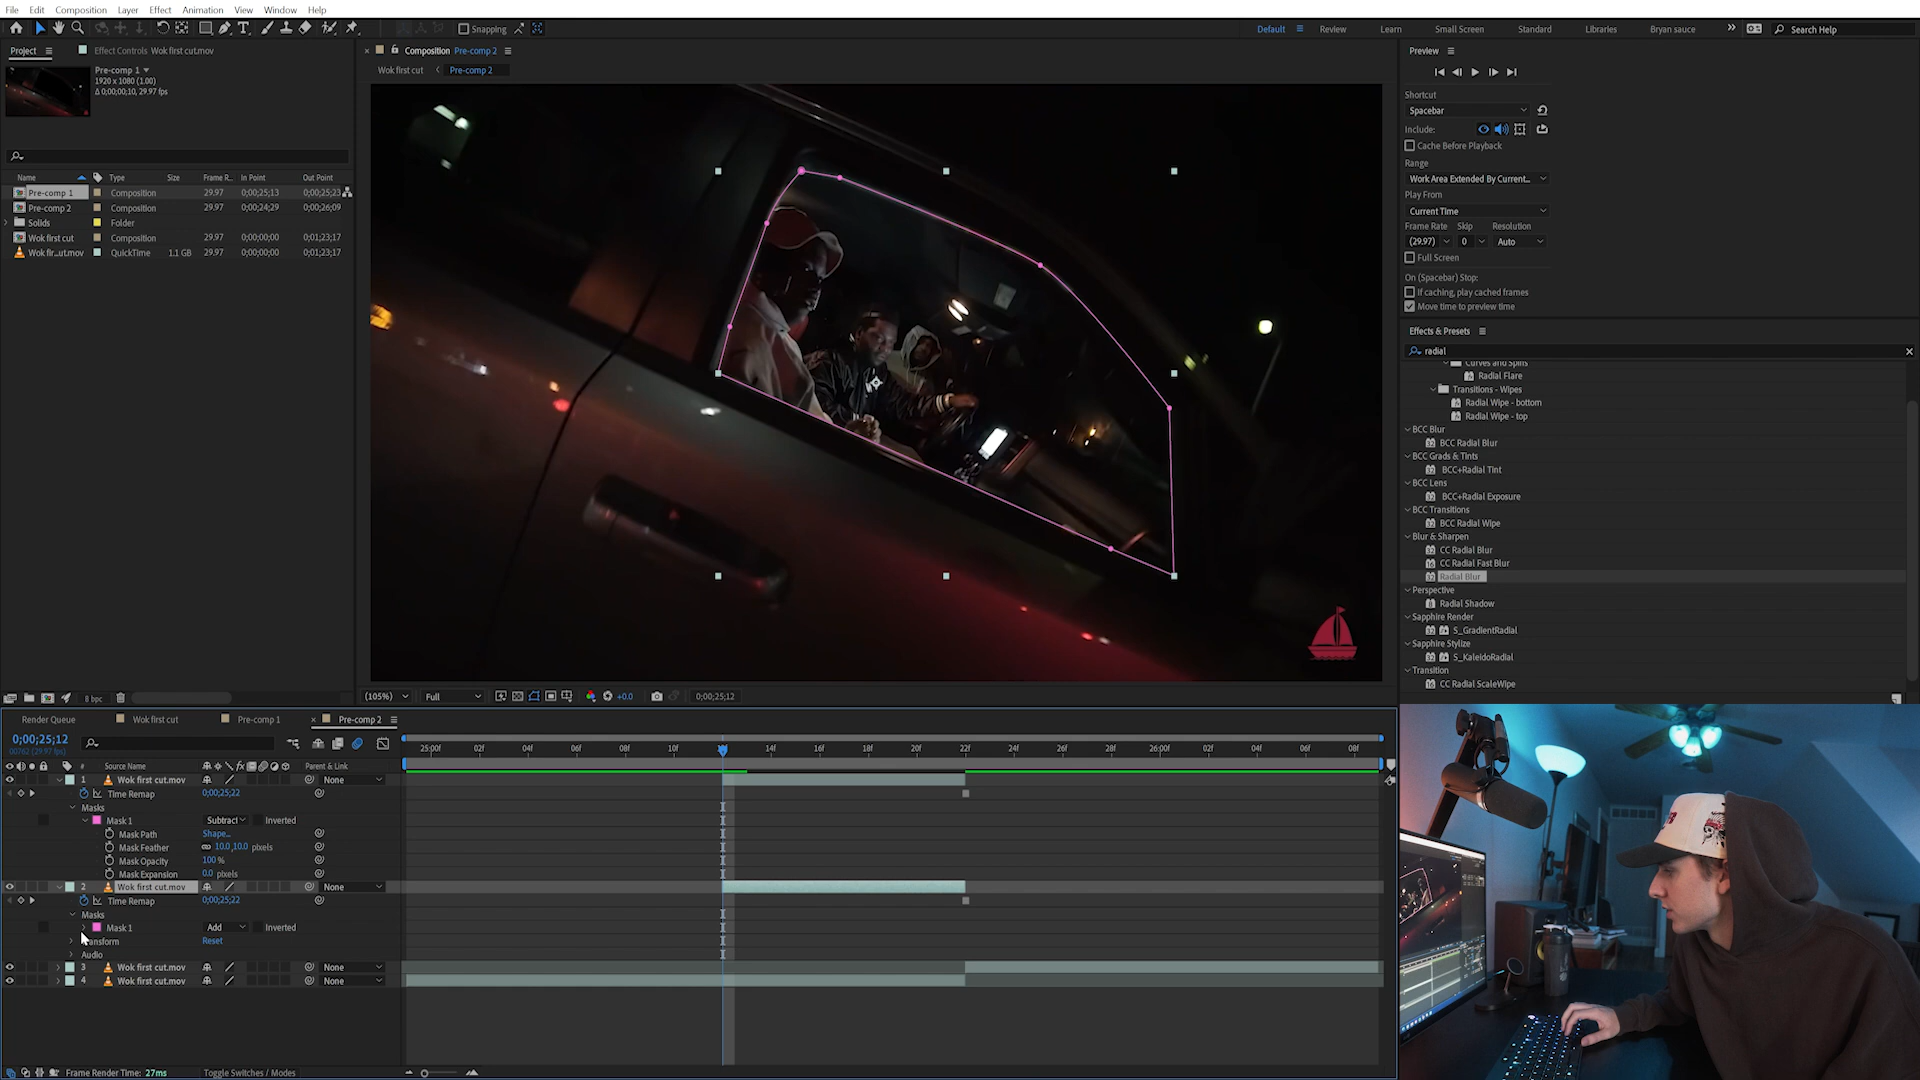 File Edit Composition Layer Effect Animation View Window Help
Snapping
Default Review Learn Small Screen Standard Libraries Bryan sauce Search Help
Project Effect Controls Wok first cut.mov
Pre-comp 1
1920 x 1080 (1.00)
Δ 0;00;00;10, 29.97 fps
Name Type Size Frame R... In Point Out Point
Pre-comp 1 Composition 29.97 0;00;25;13 0;00;25;23
Pre-comp 2 Composition 29.97 0;00;24;29 0;00;26;09
Solids Folder
Wok first cut Composition 29.97 0;00;00;00 0;01;23;17
Wok fir...ut.mov QuickTime 1.1 GB 29.97 0;00;00;00 0;01;23;17
8 bpc
Composition Pre-comp 2
Wok first cut Pre-comp 2
(105%) Full +0.0 0;00;25;12
Preview
Shortcut
Spacebar
Include:
Cache Before Playback
Range
Work Area Extended By Current...
Play From
Current Time
Frame Rate Skip Resolution
(29.97) 0 Auto
Full Screen
On (Spacebar) Stop:
If caching, play cached frames
Move time to preview time
Effects & Presets
radial
Curves and Spins
Radial Flare
Transitions - Wipes
Radial Wipe - bottom
Radial Wipe - top
BCC Blur
BCC Radial Blur
BCC Grads & Tints
BCC+Radial Tint
BCC Lens
BCC+Radial Exposure
BCC Transitions
BCC Radial Wipe
Blur & Sharpen
CC Radial Blur
CC Radial Fast Blur
Radial Blur
Perspective
Radial Shadow
Sapphire Render
S_GradientRadial
Sapphire Stylize
S_KaleidoRadial
Transition
CC Radial ScaleWipe
Render Queue Wok first cut Pre-comp 1 Pre-comp 2
0;00;25;12
00762 (29.97 fps)
25:00f 02f 04f 06f 08f 10f 14f 16f 18f 20f 22f 24f 26f 28f 26:00f 02f 04f 06f 08f
# Source Name Parent & Link
1 Wok first cut.mov None
Time Remap 0;00;25;22
Masks
Mask 1 Subtract Inverted
Mask Path Shape...
Mask Feather 10.0,10.0 pixels
Mask Opacity 100 %
Mask Expansion 0.0 pixels
2 Wok first cut.mov None
Time Remap 0;00;25;22
Masks
Mask 1 Add Inverted
Transform Reset
Audio
3 Wok first cut.mov None
4 Wok first cut.mov None
Frame Render Time: 27ms Toggle Switches / Modes